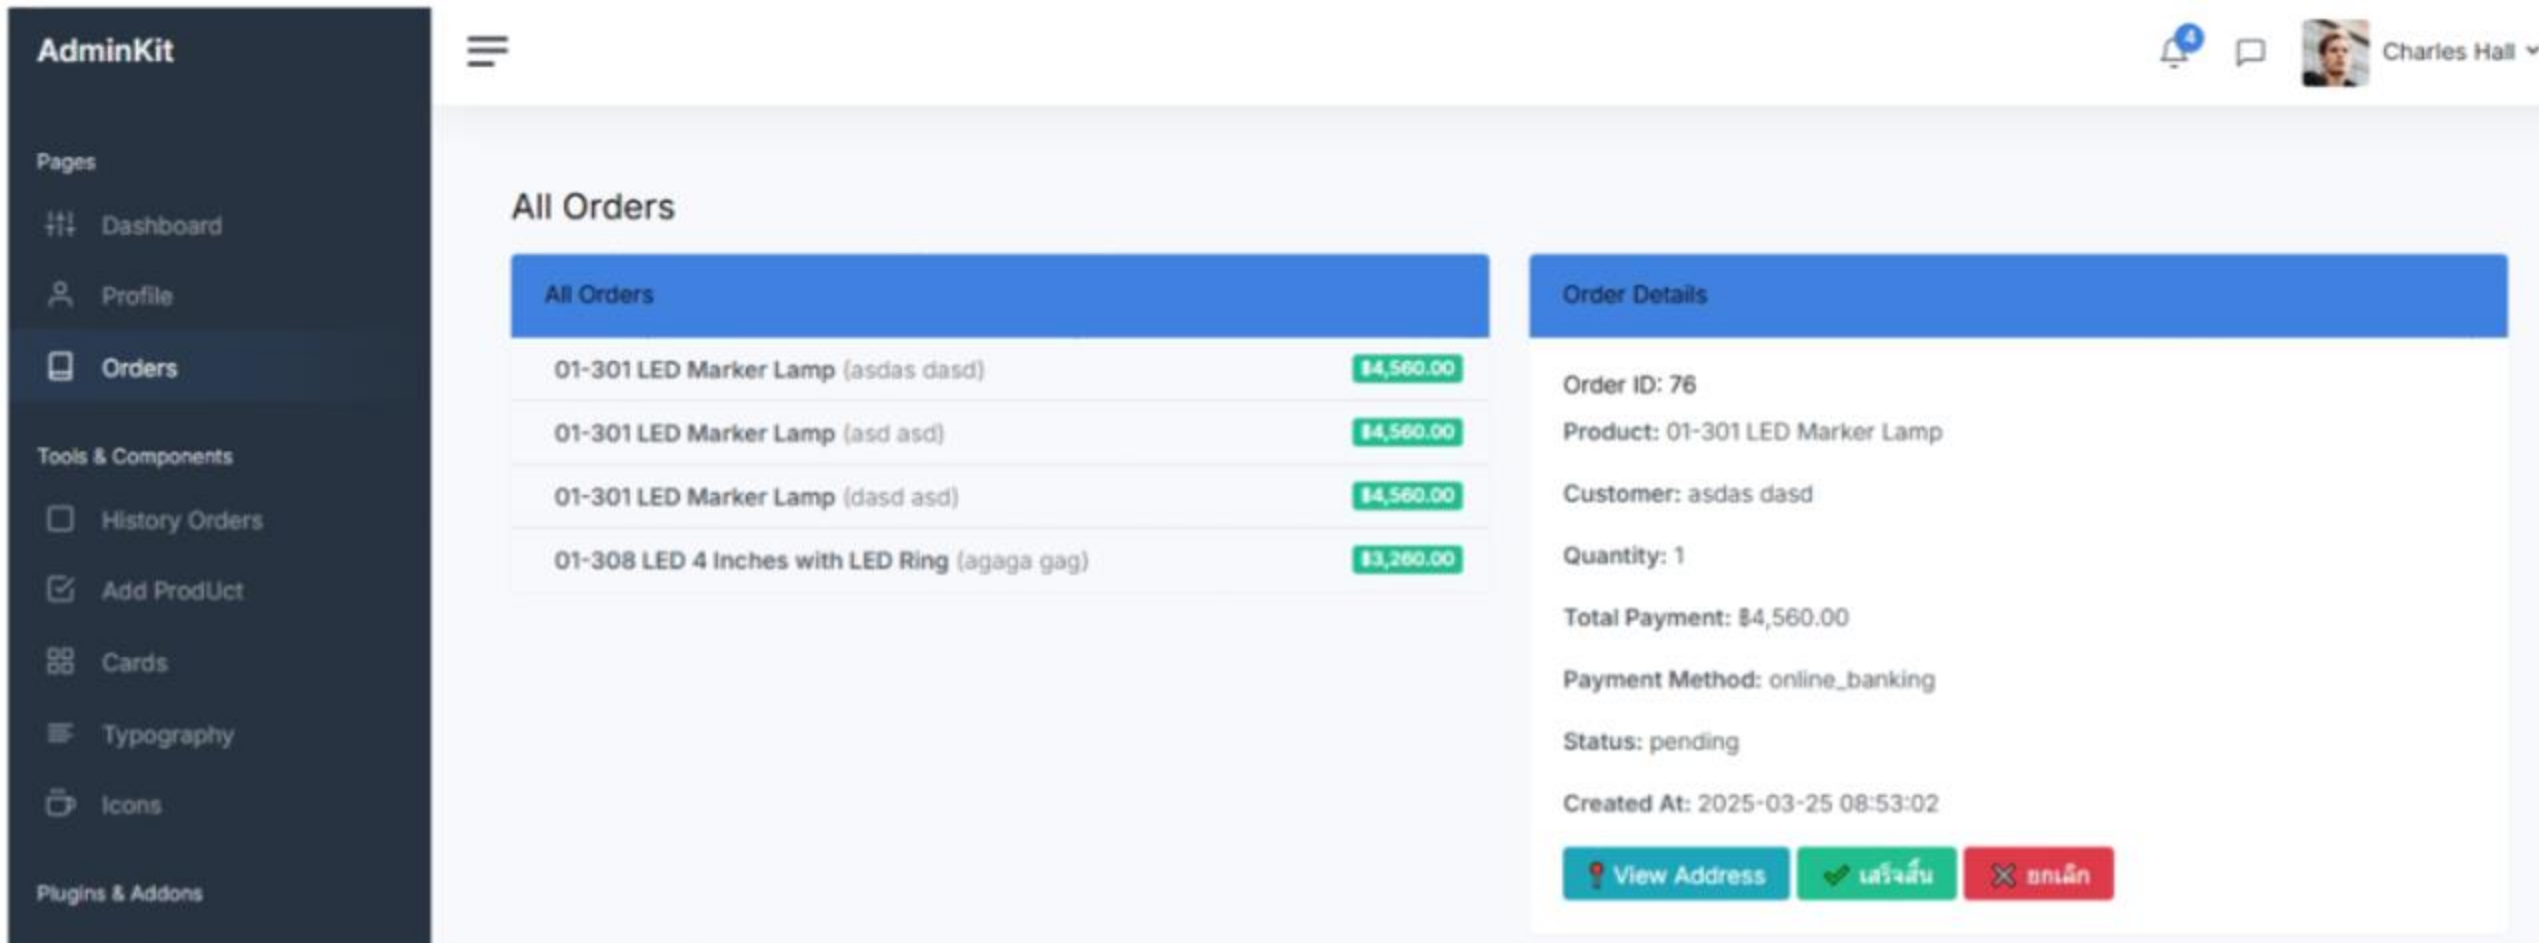 AdminKit
4
Charles Hall
Pages
Dashboard
Profile
Orders
Tools & Components
History Orders
Add ProdUct
Cards
Typography
Icons
Plugins & Addons
All Orders
All Orders
01-301 LED Marker Lamp (asdas dasd) ฿4,560.00
01-301 LED Marker Lamp (asd asd) ฿4,560.00
01-301 LED Marker Lamp (dasd asd) ฿4,560.00
01-308 LED 4 Inches with LED Ring (agaga gag) ฿3,260.00
Order Details
Order ID: 76
Product: 01-301 LED Marker Lamp
Customer: asdas dasd
Quantity: 1
Total Payment: ฿4,560.00
Payment Method: online_banking
Status: pending
Created At: 2025-03-25 08:53:02
View Address เสร็จสิ้น ยกเลิก